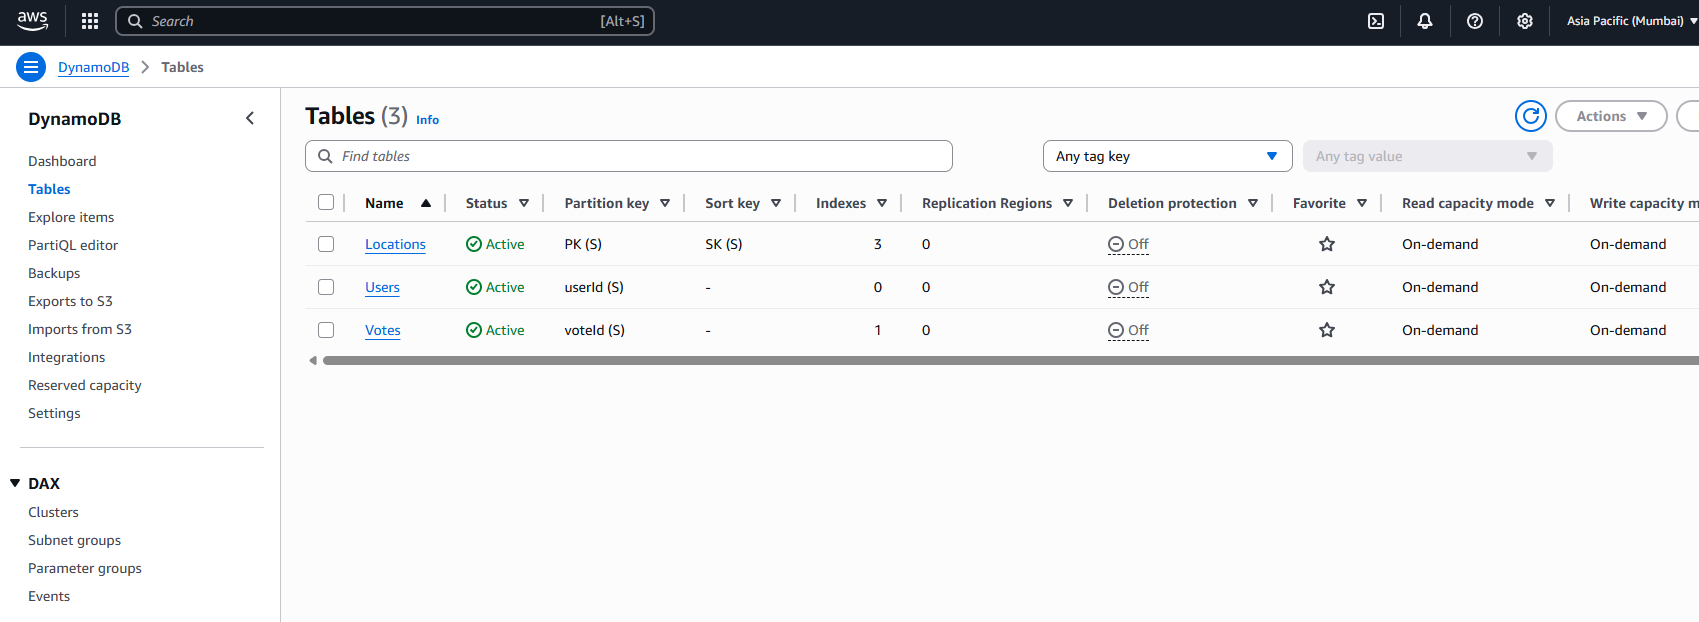 aws Search [Alt+S] Asia Pacific (Mumbai)
DynamoDB Tables
DynamoDB
Dashboard
Tables
Explore items
PartiQL editor
Backups
Exports to S3
Imports from S3
Integrations
Reserved capacity
Settings
DAX
Clusters
Subnet groups
Parameter groups
Events
Tables (3) Info
Actions
Find tables Any tag key Any tag value
Name Status Partition key Sort key Indexes Replication Regions Deletion protection Favorite Read capacity mode Write capacity
Locations Active PK (S) SK (S) 3 0 Off On-demand On-demand
Users Active userId (S) - 0 0 Off On-demand On-demand
Votes Active voteId (S) - 1 0 Off On-demand On-demand